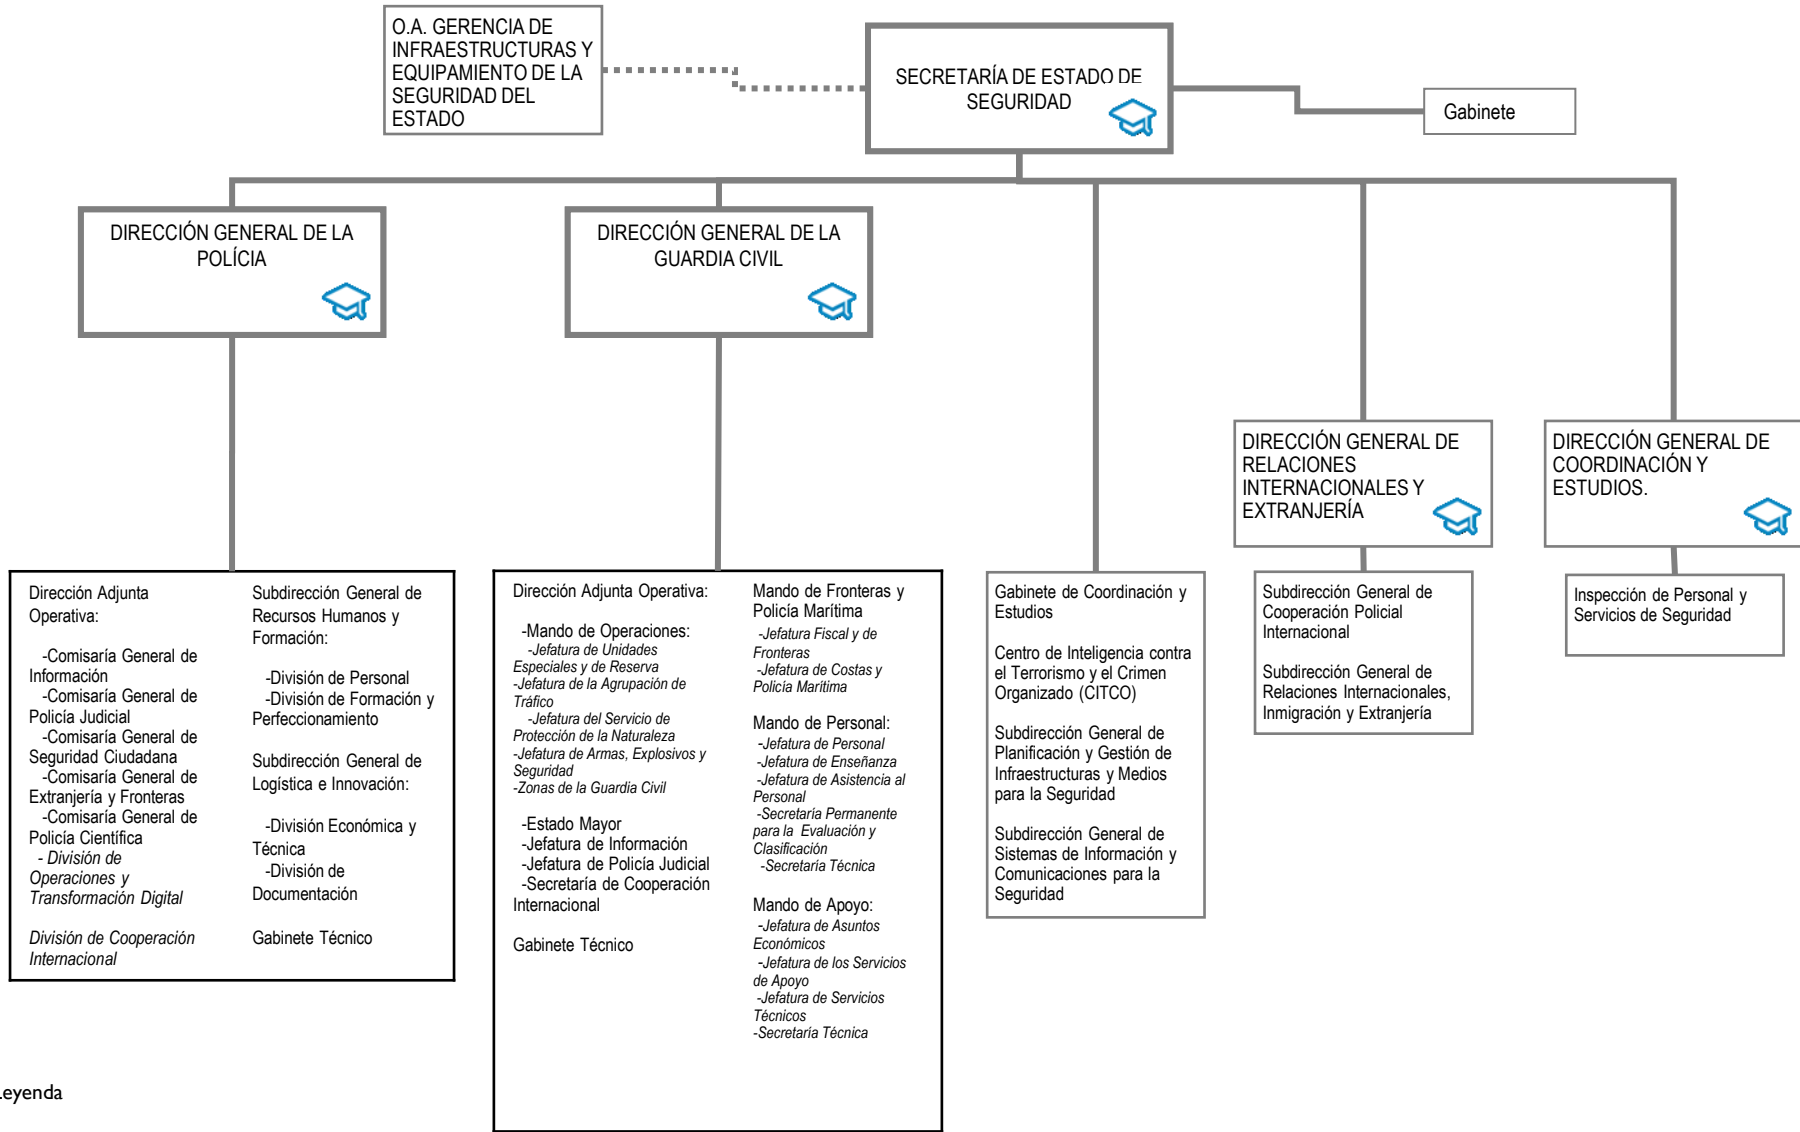 O.A. GERENCIA DE
INFRAESTRUCTURAS Y
EQUIPAMIENTO DE LA
SEGURIDAD DEL
ESTADO
SECRETARÍA DE ESTADO DE
SEGURIDAD
Gabinete
DIRECCIÓN GENERAL DE LA
POLÍCIA
DIRECCIÓN GENERAL DE LA
GUARDIA CIVIL
DIRECCIÓN GENERAL DE
RELACIONES
INTERNACIONALES Y
EXTRANJERÍA
DIRECCIÓN GENERAL DE
COORDINACIÓN Y
ESTUDIOS.
Dirección Adjunta
Operativa:
-Comisaría General de
Información
-Comisaría General de
Policía Judicial
-Comisaría General de
Seguridad Ciudadana
-Comisaría General de
Extranjería y Fronteras
-Comisaría General de
Policía Científica
- División de
Operaciones y
Transformación Digital
División de Cooperación
Internacional
Subdirección General de
Recursos Humanos y
Formación:
-División de Personal
-División de Formación y
Perfeccionamiento
Subdirección General de
Logística e Innovación:
-División Económica y
Técnica
-División de
Documentación
Gabinete Técnico
Dirección Adjunta Operativa:
-Mando de Operaciones:
-Jefatura de Unidades
Especiales y de Reserva
-Jefatura de la Agrupación de
Tráfico
-Jefatura del Servicio de
Protección de la Naturaleza
-Jefatura de Armas, Explosivos y
Seguridad
-Zonas de la Guardia Civil
-Estado Mayor
-Jefatura de Información
-Jefatura de Policía Judicial
-Secretaría de Cooperación
Internacional
Gabinete Técnico
Mando de Fronteras y
Policía Marítima
-Jefatura Fiscal y de
Fronteras
-Jefatura de Costas y
Policía Marítima
Mando de Personal:
-Jefatura de Personal
-Jefatura de Enseñanza
-Jefatura de Asistencia al
Personal
-Secretaría Permanente
para la Evaluación y
Clasificación
-Secretaría Técnica
Mando de Apoyo:
-Jefatura de Asuntos
Económicos
-Jefatura de los Servicios
de Apoyo
-Jefatura de Servicios
Técnicos
-Secretaría Técnica
Gabinete de Coordinación y
Estudios
Centro de Inteligencia contra
el Terrorismo y el Crimen
Organizado (CITCO)
Subdirección General de
Planificación y Gestión de
Infraestructuras y Medios
para la Seguridad
Subdirección General de
Sistemas de Información y
Comunicaciones para la
Seguridad
Subdirección General de
Cooperación Policial
Internacional
Subdirección General de
Relaciones Internacionales,
Inmigración y Extranjería
Inspección de Personal y
Servicios de Seguridad
eyenda